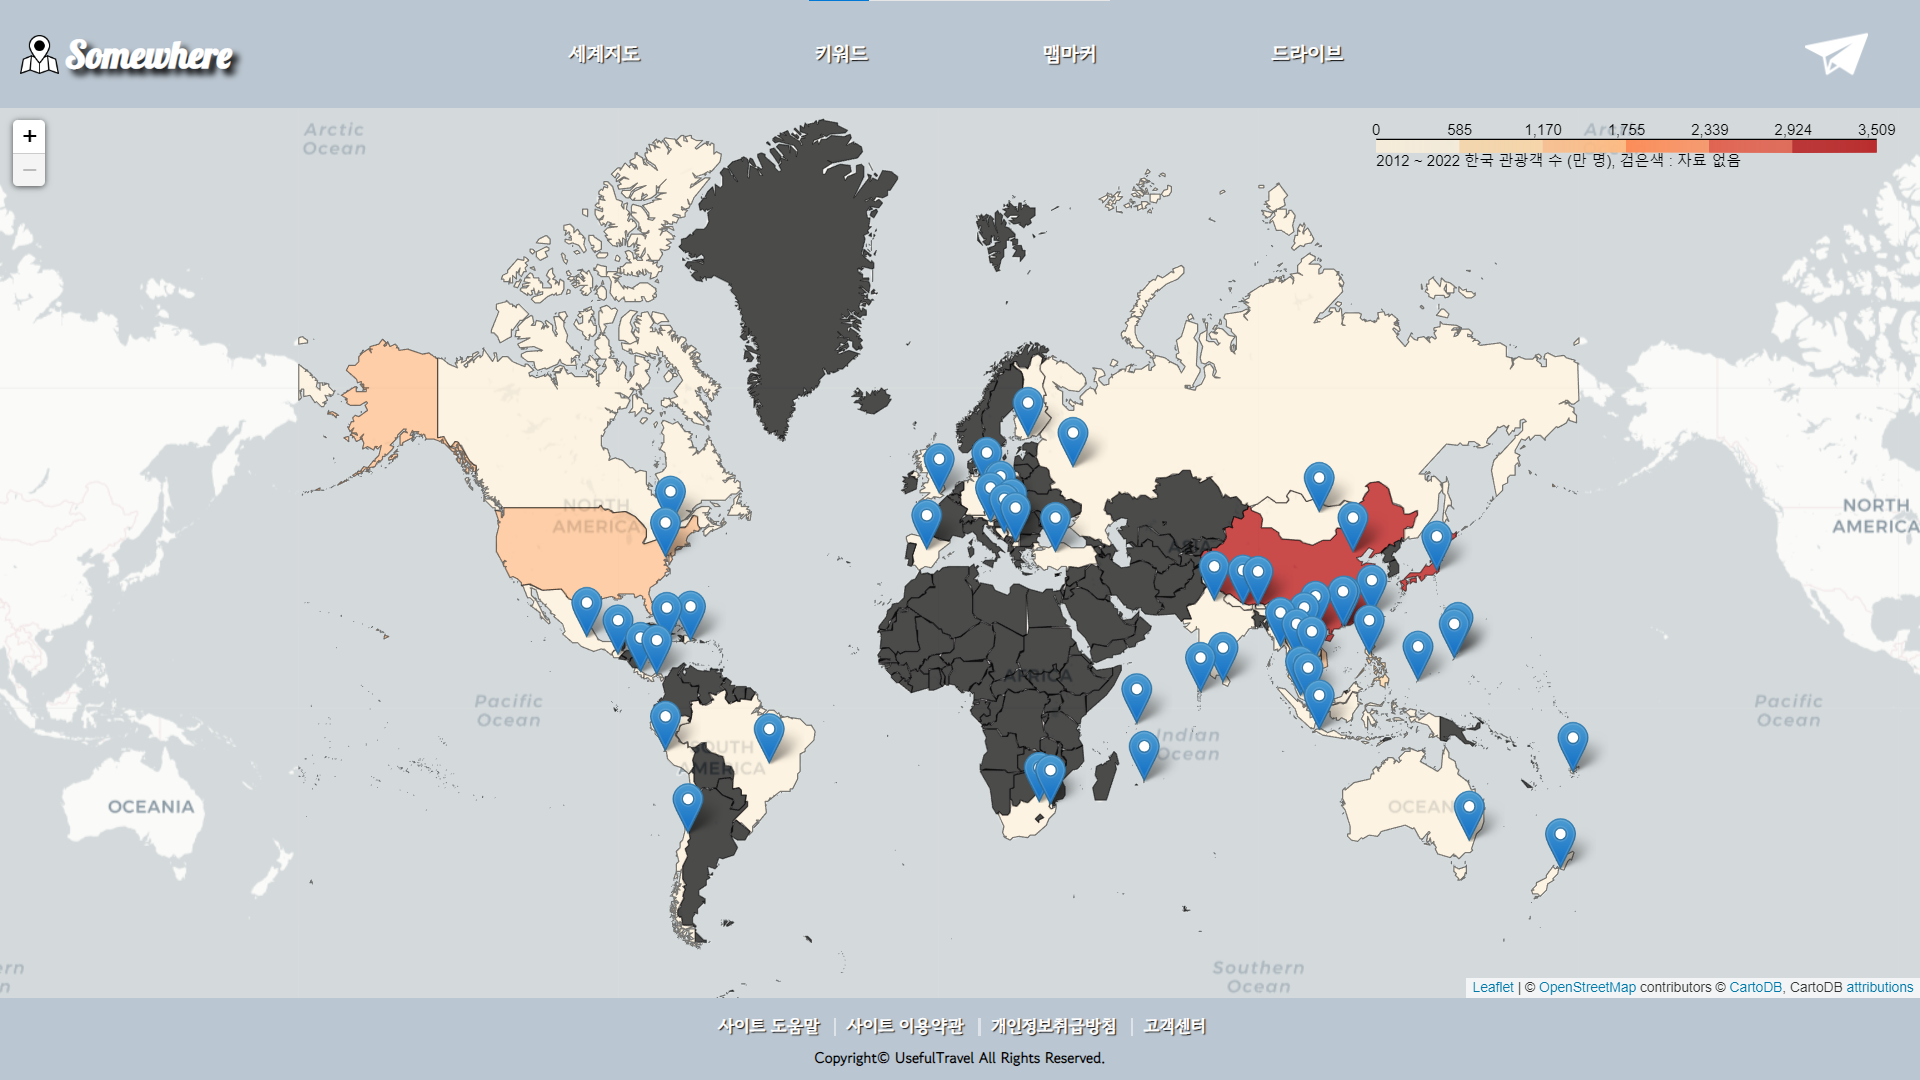 Somewhere
세계지도
키워드
맵마커
드라이브
+
−
0 585 1,170 1,755 2,339 2,924 3,509
2012 ~ 2022 한국 관광객 수 (만 명), 검은색 : 자료 없음
Arctic
Ocean
NORTH
AMERICA
NORTH
AMERICA
ASIA
AFRICA
Pacific
Ocean
Pacific
Ocean
Indian
Ocean
SOUTH
AMERICA
OCEANIA
Southern
Ocean
Leaflet | © OpenStreetMap contributors © CartoDB, CartoDB attributions
사이트 도움말 | 사이트 이용약관 | 개인정보취급방침 | 고객센터
Copyright© UsefulTravel All Rights Reserved.